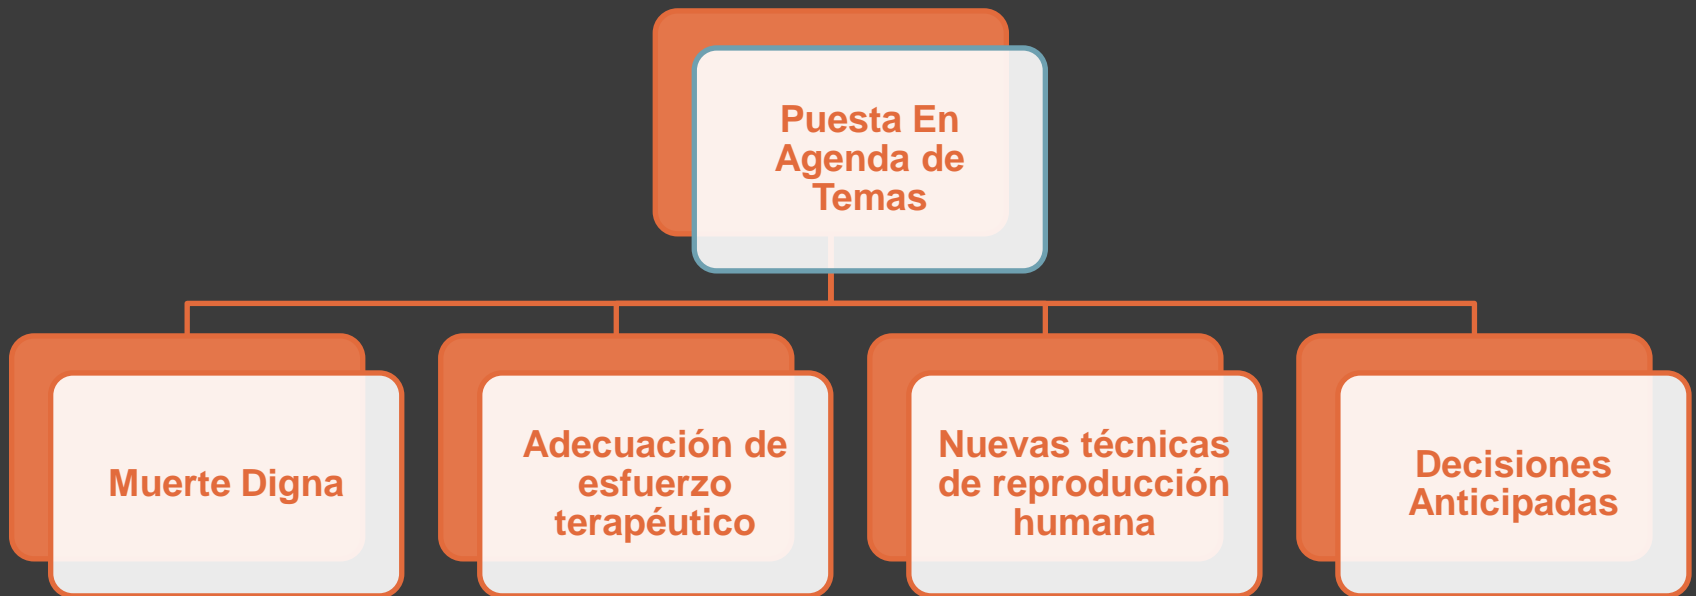 Puesta En
Agenda de
Temas
Muerte Digna
Adecuación de
esfuerzo
terapéutico
Nuevas técnicas
de reproducción
humana
Decisiones
Anticipadas